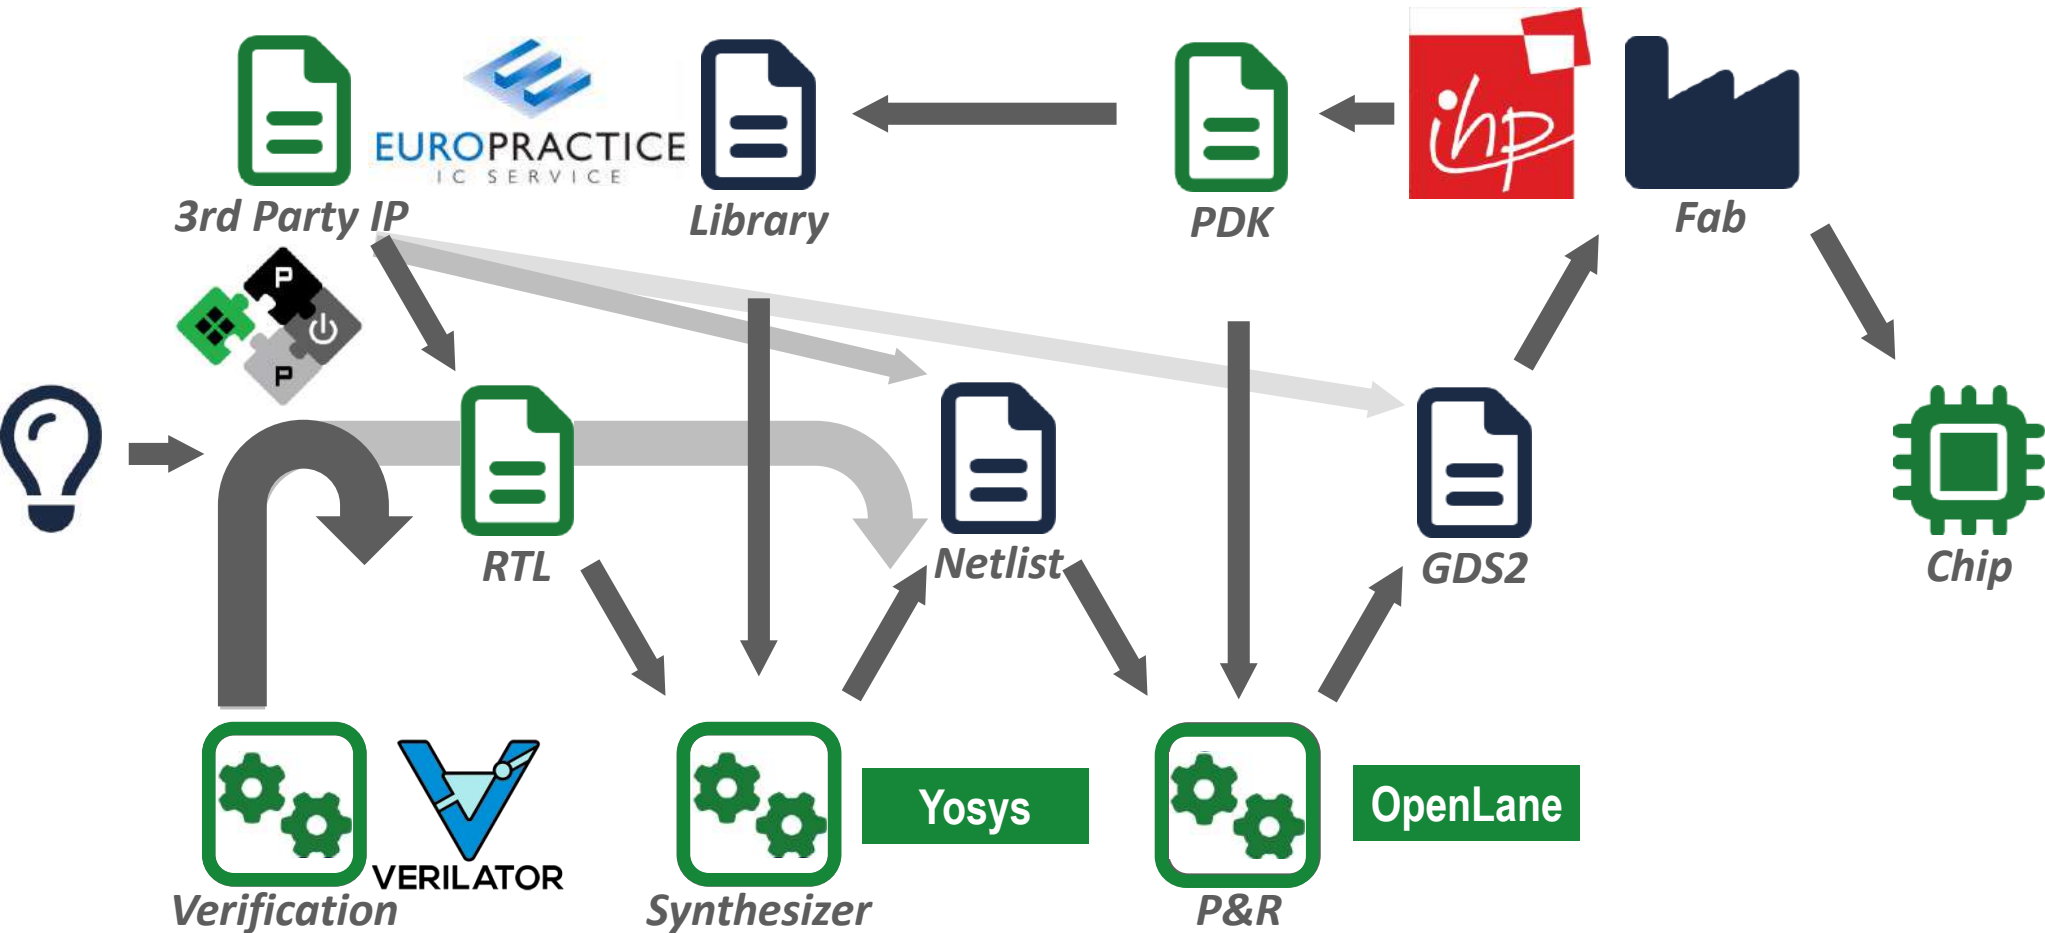 EUROPRACTICE
IC SERVICE
ihp
3rd Party IP
Library
PDK
Fab
P
P
RTL
Netlist
GDS2
Chip
Yosys
OpenLane
VERILATOR
Verification
Synthesizer
P&R